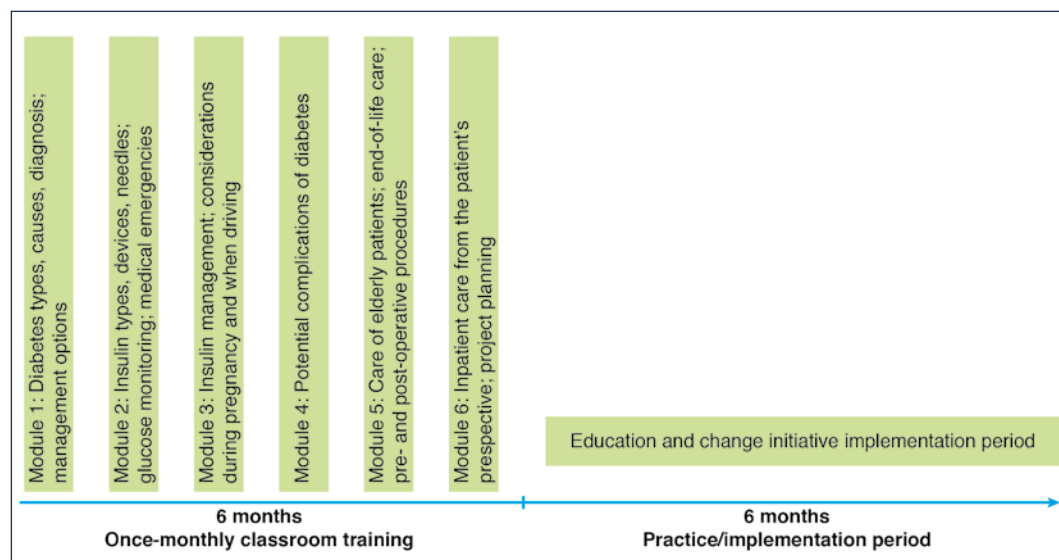 Module 1: Diabetes types, causes, diagnosis;
management options
Module 2: Insulin types, devices, needles;
glucose monitoring; medical emergencies
Module 3: Insulin management; considerations
during pregnancy and when driving
Module 4: Potential complications of diabetes
Module 5: Care of elderly patients; end-of-life care;
pre- and post-operative procedures
Module 6: Inpatient care from the patient's
prespective; project planning
Education and change initiative implementation period
6 months
Once-monthly classroom training
6 months
Practice/implementation period